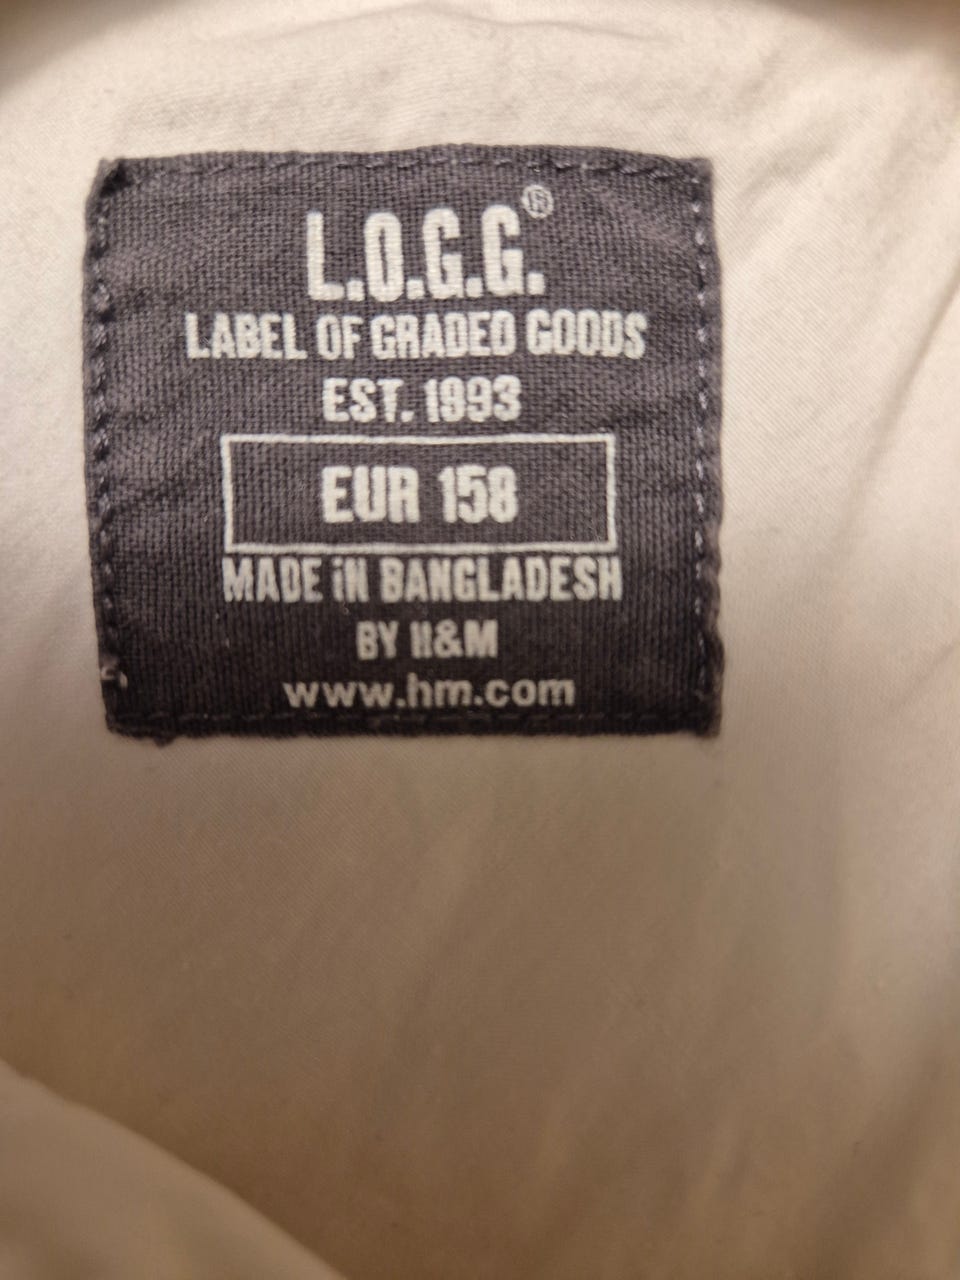 L.O.G.G.®
LABEL OF GRADED GOODS
EST. 1993
EUR 158
MADE iN BANGLADESH
BY H&M
www.hm.com